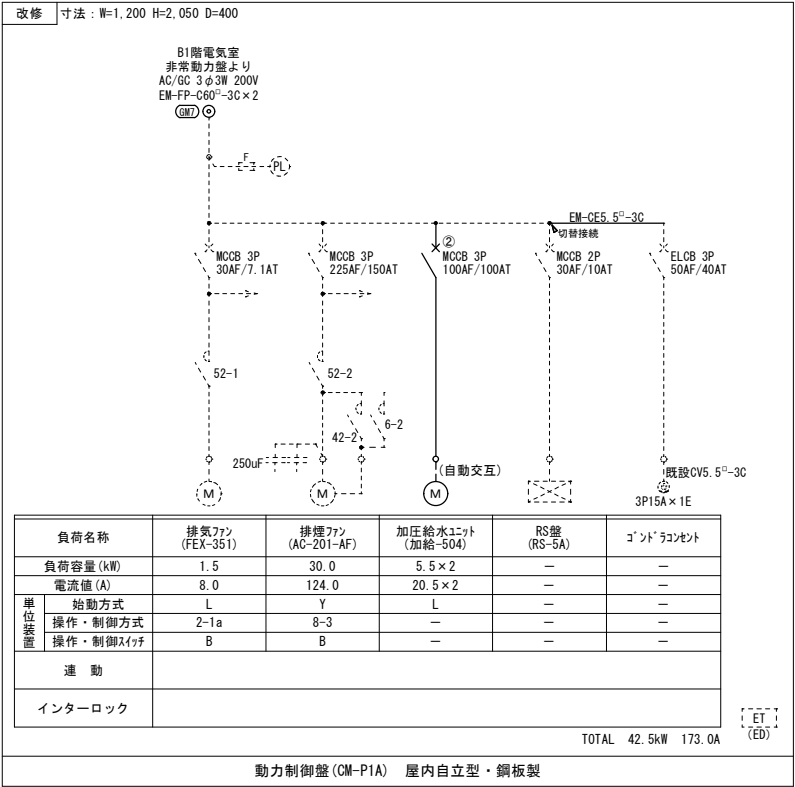 改修 寸法：W=1,200 H=2,050 D=400
B1階電気室
非常動力盤より
AC/GC 3φ3W 200V
EM-FP-C60□-3C×2
GM7
F
PL
EM-CE5.5□-3C
切替接続
MCCB 3P
30AF/7.1AT
MCCB 3P
225AF/150AT
②
MCCB 3P
100AF/100AT
MCCB 2P
30AF/10AT
ELCB 3P
50AF/40AT
52-1
52-2
42-2
6-2
250uF
(自動交互)
既設CV5.5□-3C
M
M
M
3P15A×1E
負荷名称 排気ファン (FEX-351) 排煙ファン (AC-201-AF) 加圧給水ユニット (加給-504) RS盤 (RS-5A) ゴンドラコンセント
負荷容量(kW) 1.5 30.0 5.5×2 － －
電流値(A) 8.0 124.0 20.5×2 － －
単位装置 始動方式 L Y L － －
操作・制御方式 2-1a 8-3 － － －
操作・制御スイッチ B B － － －
連 動
インターロック
ET
(ED)
TOTAL 42.5kW 173.0A
動力制御盤(CM-P1A) 屋内自立型・鋼板製